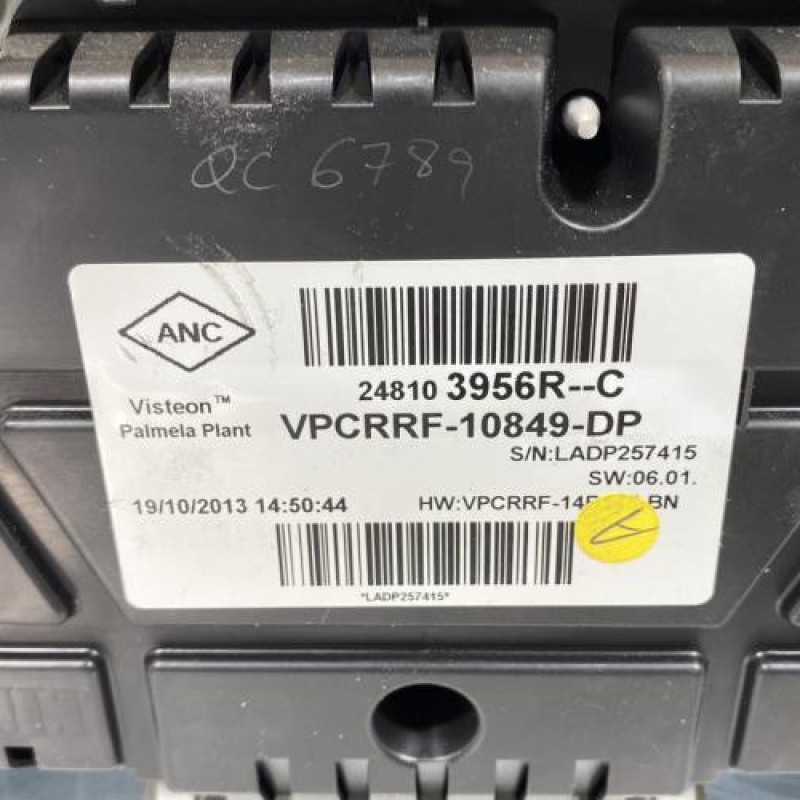 QC 6789
ANC
24810 3956R--C
Visteon™
Palmela Plant
VPCRRF-10849-DP
S/N:LADP257415
SW:06.01.
19/10/2013 14:50:44
*LADP257415*